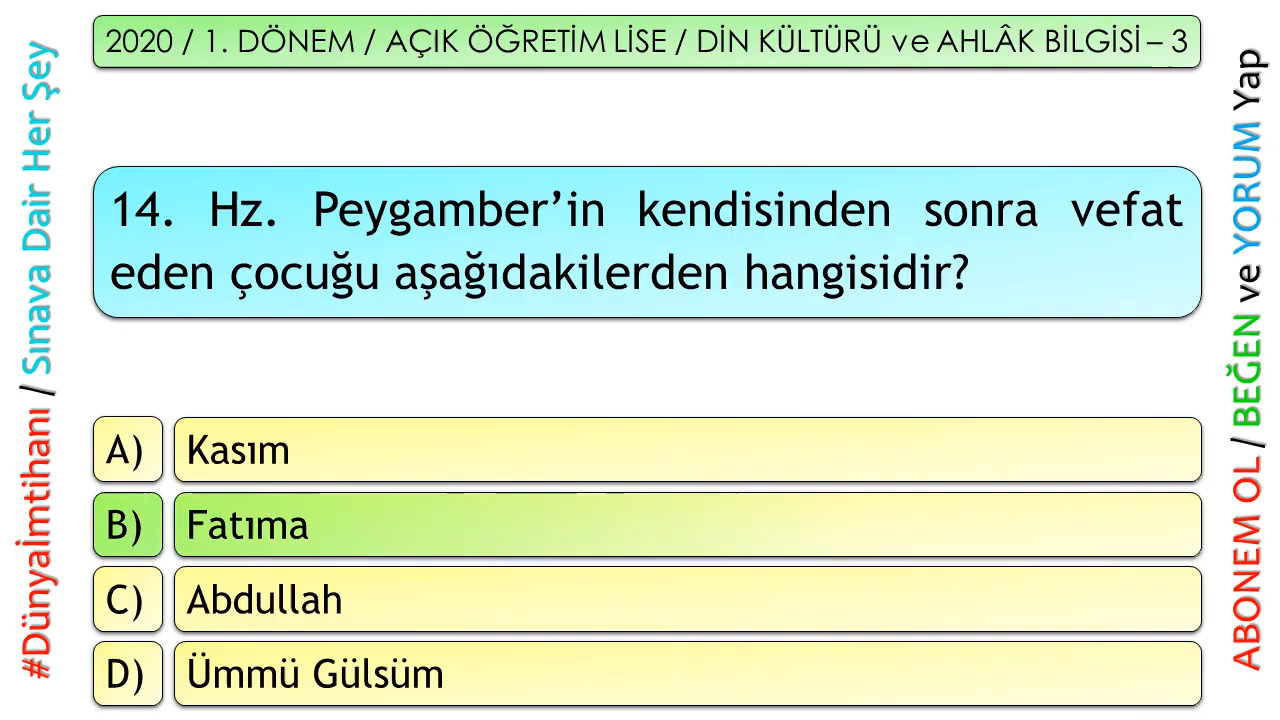 2020 / 1. DÖNEM / AÇIK ÖĞRETİM LİSE / DİN KÜLTÜRÜ ve AHLÂK BİLGİSİ – 3
#Dünyaİmtihanı / Sınava Dair Her Şey
14. Hz. Peygamber’in kendisinden sonra vefat
eden çocuğu aşağıdakilerden hangisidir?
A) Kasım
B) Fatıma
C) Abdullah
D) Ümmü Gülsüm
ABONEM OL / BEĞEN ve YORUM Yap